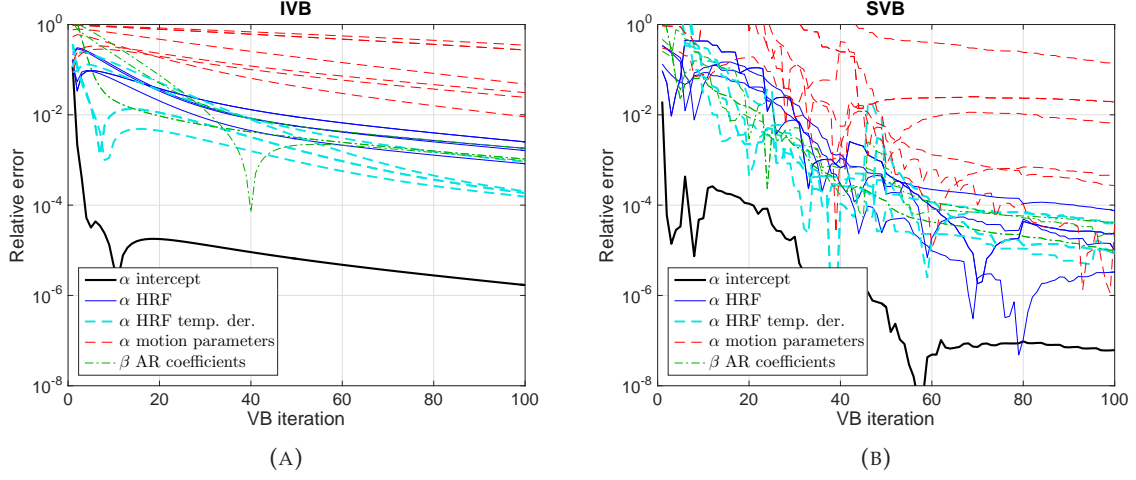 IVB
10^0
10^-2
10^-4
10^-6
10^-8
Relative error
α intercept
α HRF
α HRF temp. der.
α motion parameters
β AR coefficients
0 20 40 60 80 100
VB iteration
(A)
SVB
10^0
10^-2
10^-4
10^-6
10^-8
Relative error
α intercept
α HRF
α HRF temp. der.
α motion parameters
β AR coefficients
0 20 40 60 80 100
VB iteration
(B)